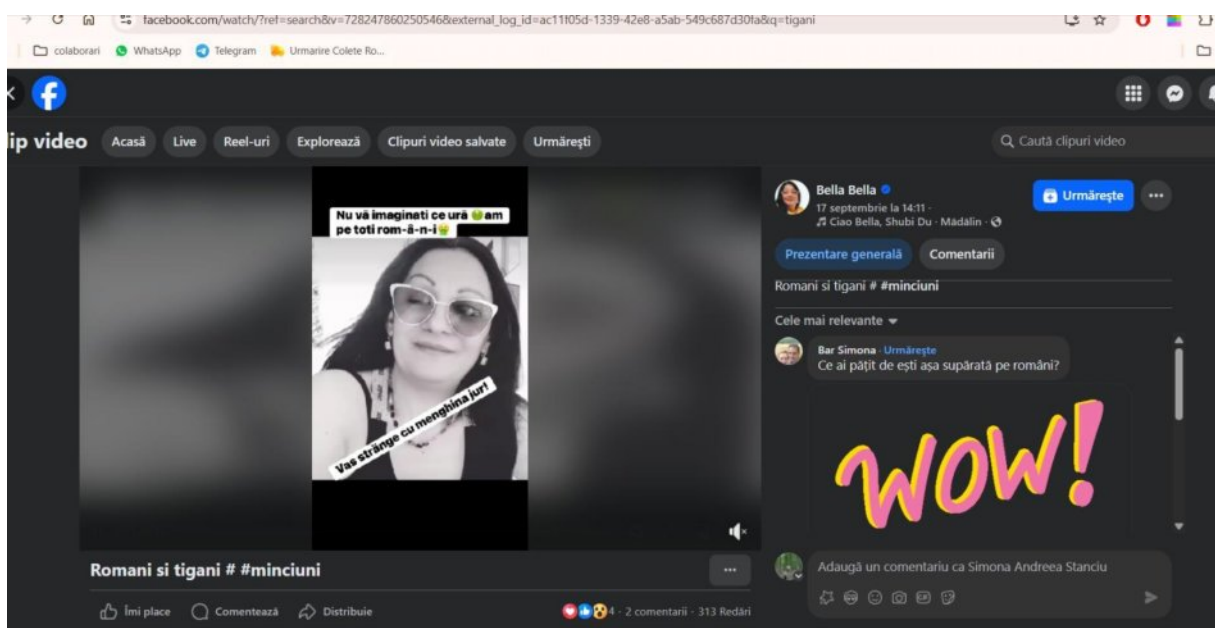 facebook.com/watch/?ref=search&v=728247860250546&external_log_id=ac11f05d-1339-42e8-a5ab-549c687d30fa&q=tigani
colaborari WhatsApp Telegram Urmarire Colete Ro...
lip video Acasă Live Reel-uri Explorează Clipuri video salvate Urmărești Caută clipuri video
Nu vă imaginati ce ură am
pe toti rom-â-n-i
Vas strânge cu menghina jur!
Bella Bella
17 septembrie la 14:11 ·
Ciao Bella, Shubi Du · Mădălin ·
Urmărește
Prezentare generală Comentarii
Romani si tigani # #minciuni
Cele mai relevante
Bar Simona · Urmărește
Ce ai pățit de ești așa supărată pe români?
WOW!
Romani si tigani # #minciuni
Îmi place Comentează Distribuie 4 · 2 comentarii · 313 Redări
Adaugă un comentariu ca Simona Andreea Stanciu
GIF